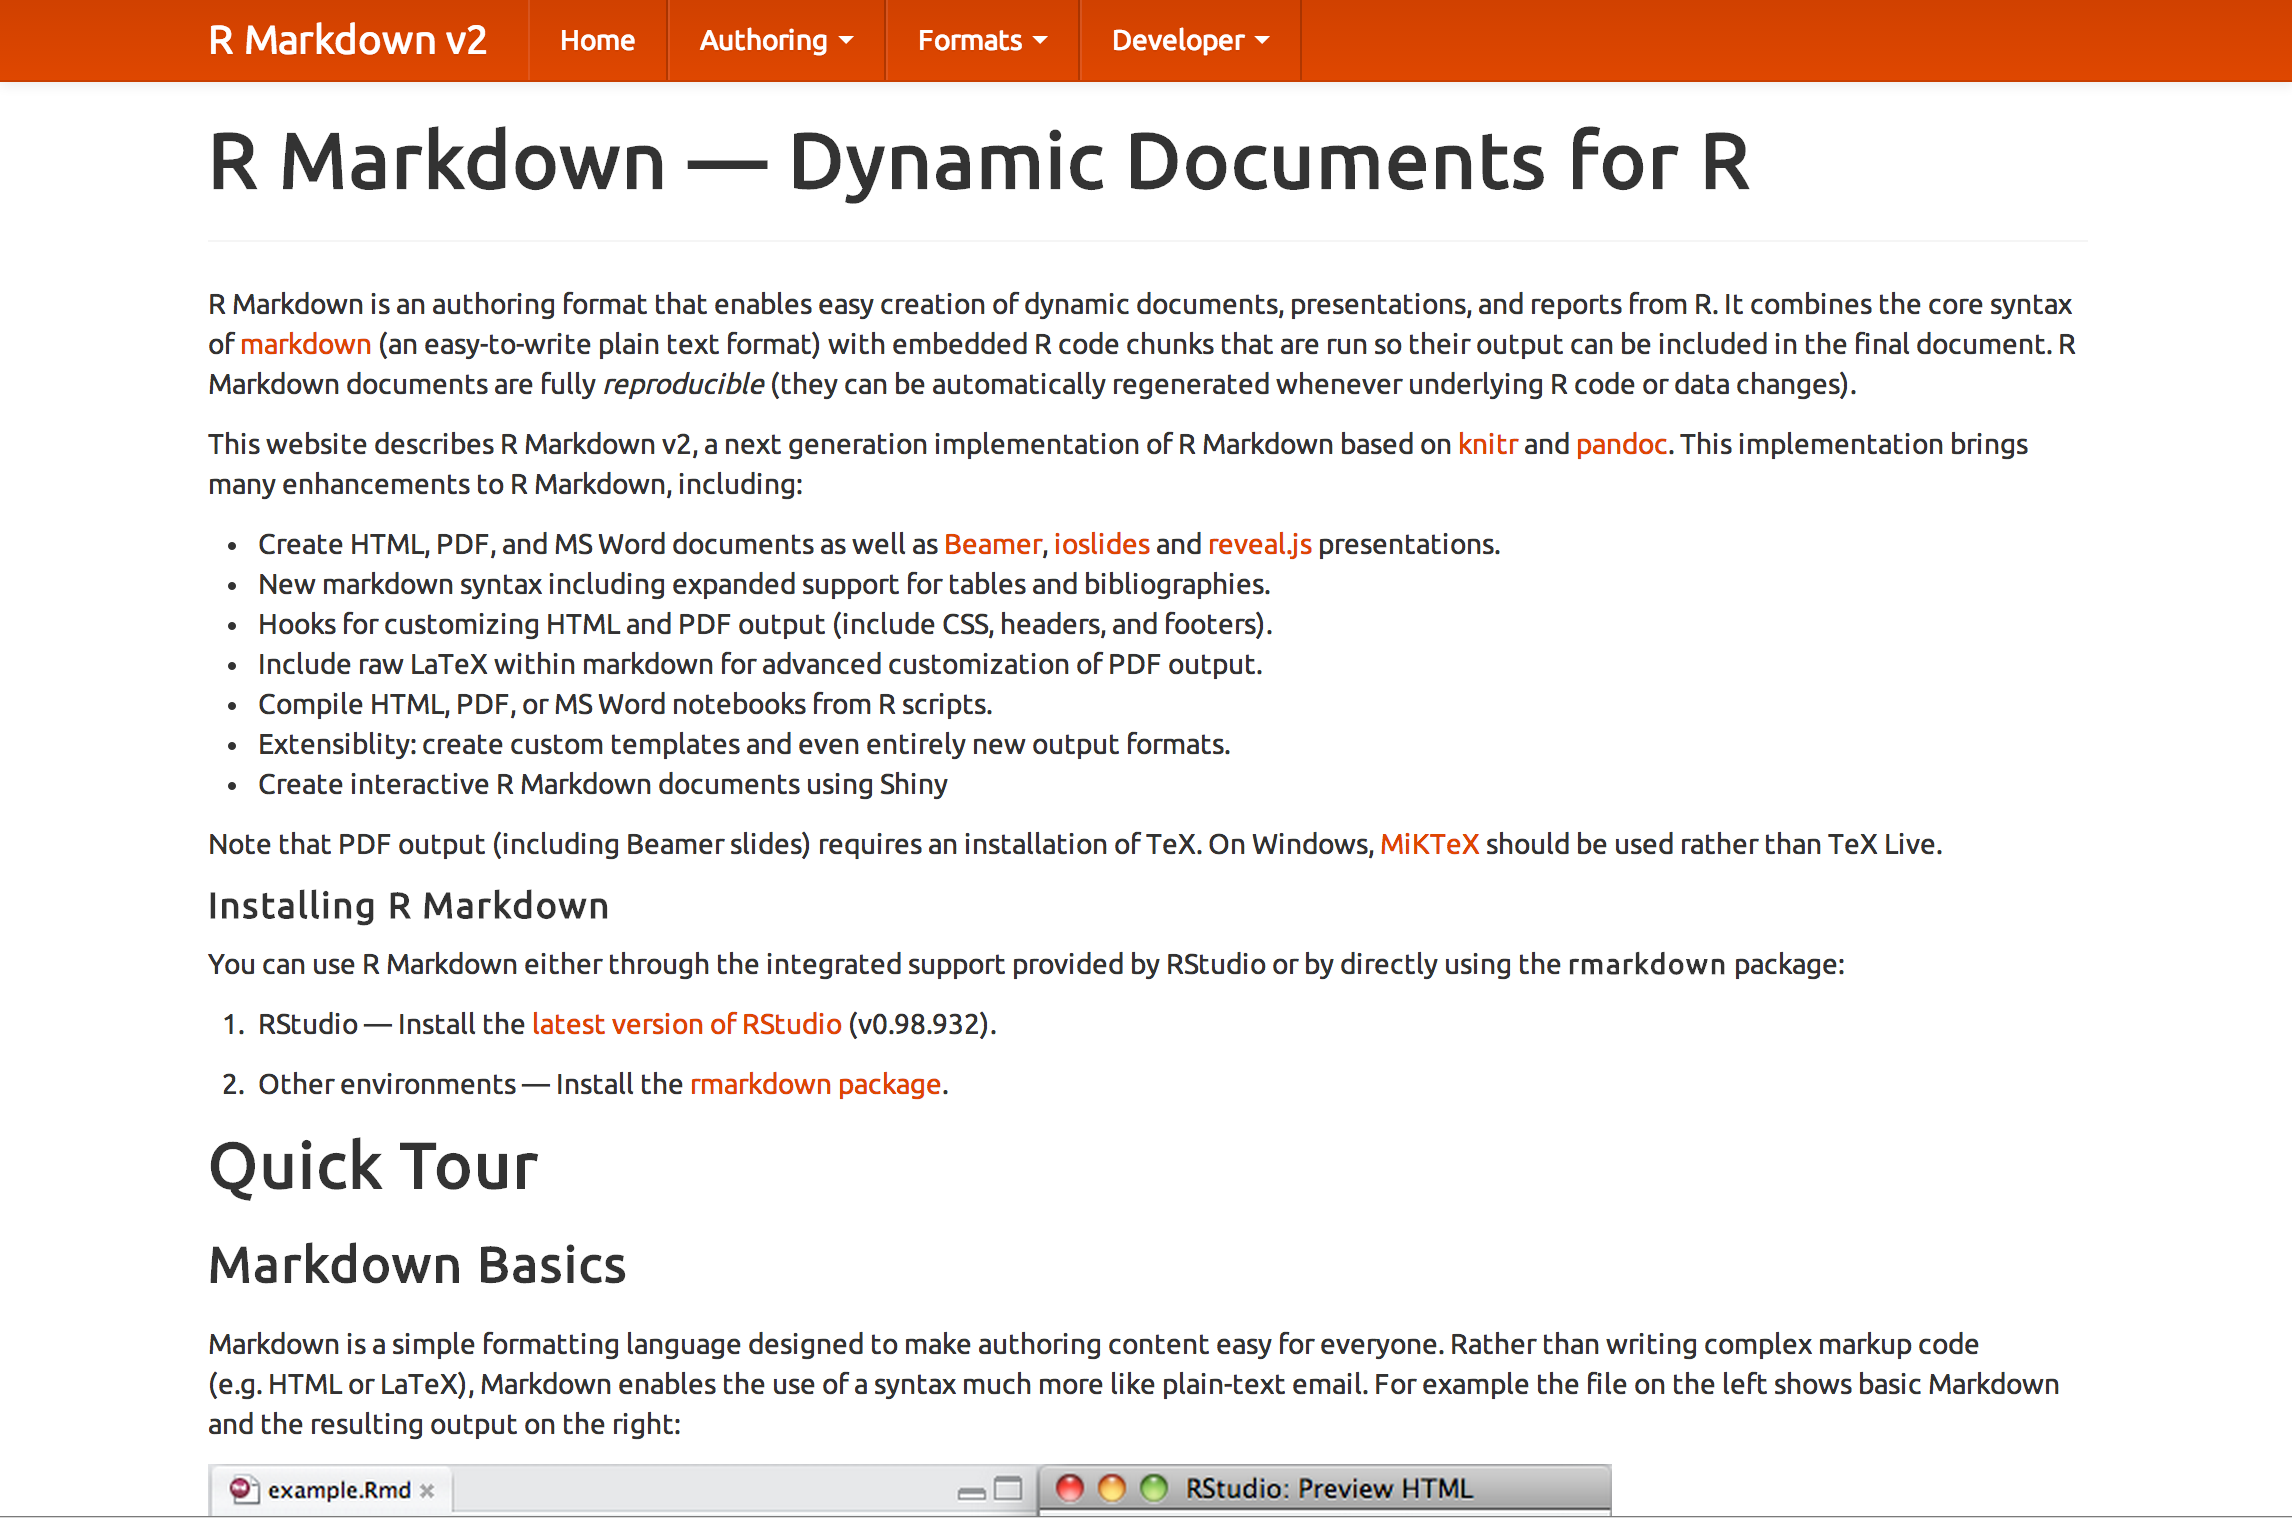 R Markdown v2 Home Authoring Formats Developer
R Markdown — Dynamic Documents for R
R Markdown is an authoring format that enables easy creation of dynamic documents, presentations, and reports from R. It combines the core syntax
of markdown (an easy-to-write plain text format) with embedded R code chunks that are run so their output can be included in the final document. R
Markdown documents are fully reproducible (they can be automatically regenerated whenever underlying R code or data changes).
This website describes R Markdown v2, a next generation implementation of R Markdown based on knitr and pandoc. This implementation brings
many enhancements to R Markdown, including:
• Create HTML, PDF, and MS Word documents as well as Beamer, ioslides and reveal.js presentations.
• New markdown syntax including expanded support for tables and bibliographies.
• Hooks for customizing HTML and PDF output (include CSS, headers, and footers).
• Include raw LaTeX within markdown for advanced customization of PDF output.
• Compile HTML, PDF, or MS Word notebooks from R scripts.
• Extensiblity: create custom templates and even entirely new output formats.
• Create interactive R Markdown documents using Shiny
Note that PDF output (including Beamer slides) requires an installation of TeX. On Windows, MiKTeX should be used rather than TeX Live.
Installing R Markdown
You can use R Markdown either through the integrated support provided by RStudio or by directly using the rmarkdown package:
1. RStudio — Install the latest version of RStudio (v0.98.932).
2. Other environments — Install the rmarkdown package.
Quick Tour
Markdown Basics
Markdown is a simple formatting language designed to make authoring content easy for everyone. Rather than writing complex markup code
(e.g. HTML or LaTeX), Markdown enables the use of a syntax much more like plain-text email. For example the file on the left shows basic Markdown
and the resulting output on the right:
example.Rmd RStudio: Preview HTML